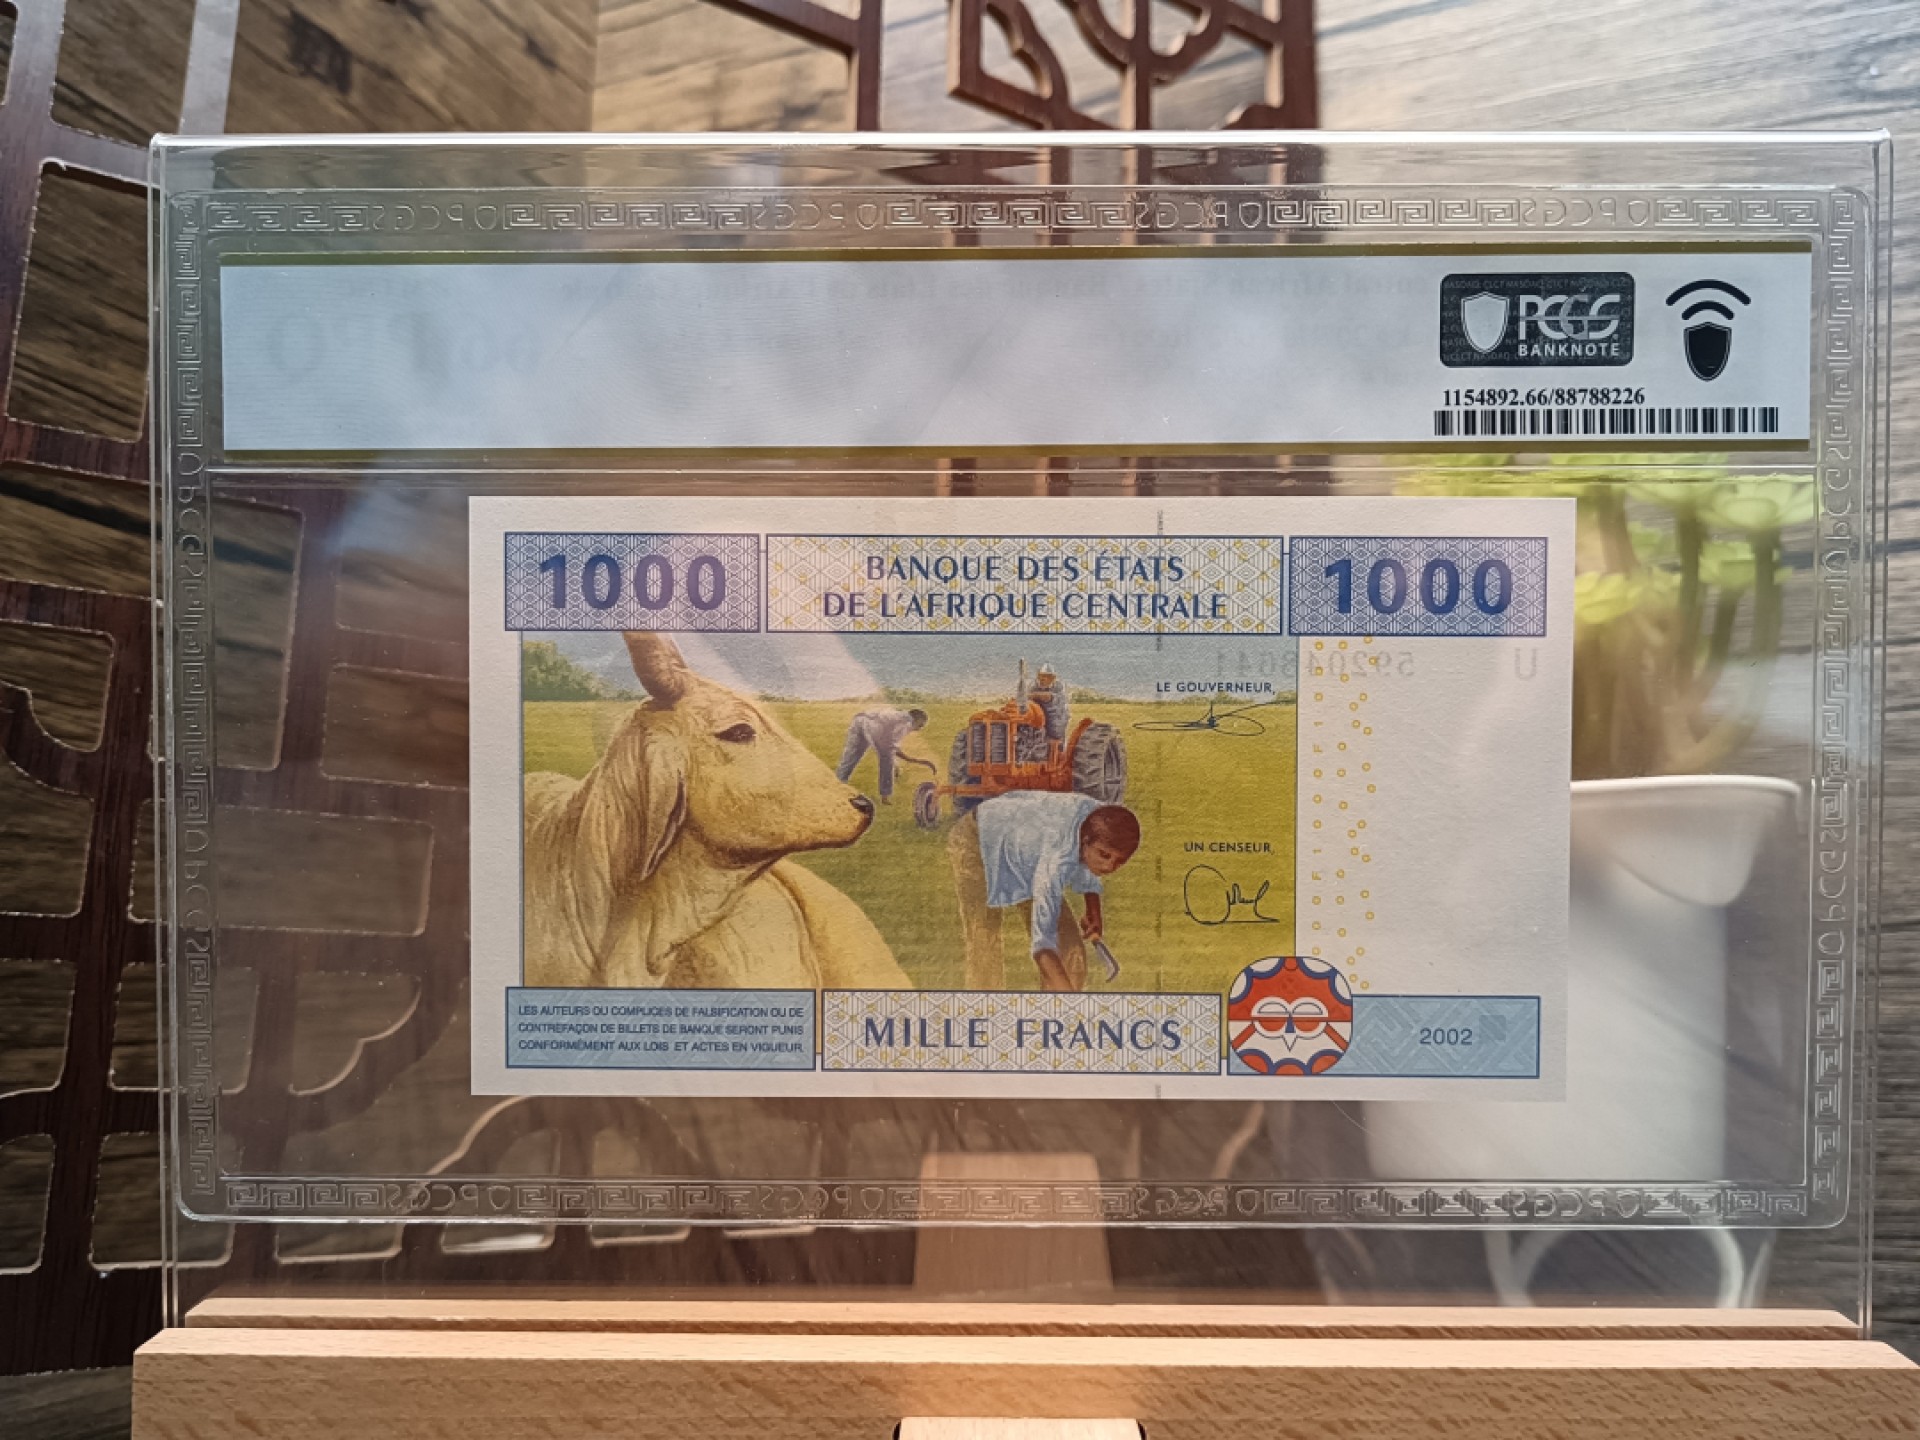 PCGS
BANKNOTE
1154892.66/88788226
1000
BANQUE DES ÉTATS
DE L'AFRIQUE CENTRALE
1000
U 592048641
LE GOUVERNEUR,
UN CENSEUR,
LES AUTEURS OU COMPLICES DE FALSIFICATION OU DE
CONTREFAÇON DE BILLETS DE BANQUE SERONT PUNIS
CONFORMÉMENT AUX LOIS ET ACTES EN VIGUEUR.
MILLE FRANCS
2002